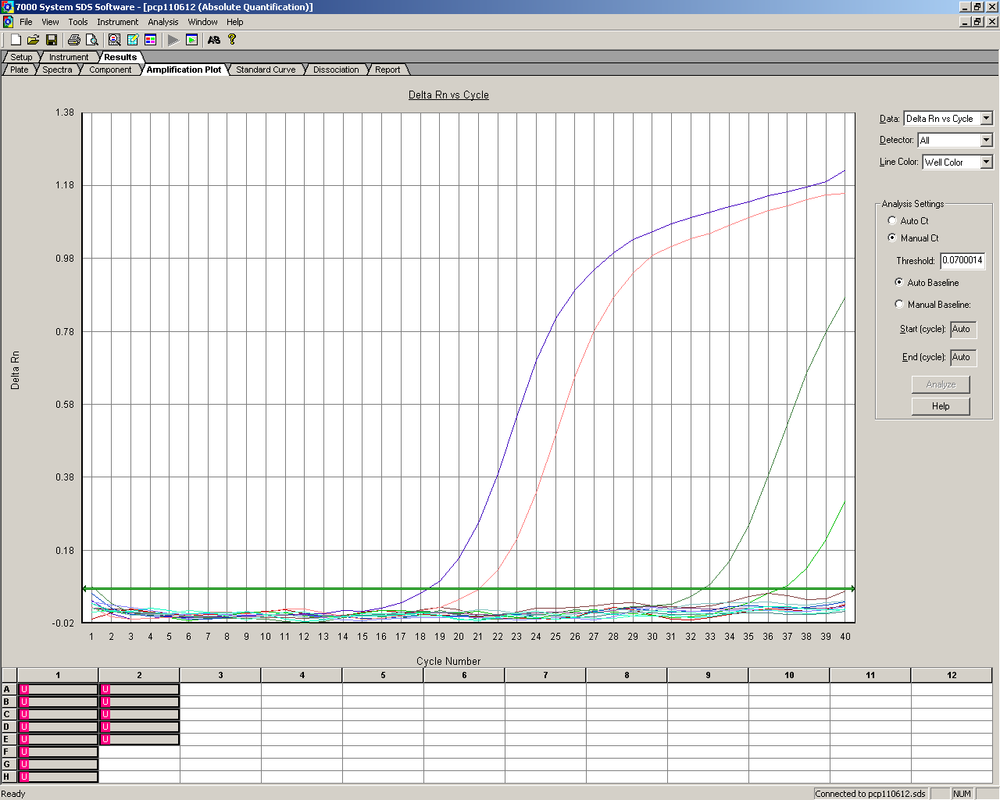 7000 System SDS Software - [pcp110612 (Absolute Quantification)]
File View Tools Instrument Analysis Window Help
Setup Instrument Results
Plate Spectra Component Amplification Plot Standard Curve Dissociation Report
Delta Rn vs Cycle
1.38
1.18
0.98
0.78
0.58
0.38
0.18
-0.02
Delta Rn
1 2 3 4 5 6 7 8 9 10 11 12 13 14 15 16 17 18 19 20 21 22 23 24 25 26 27 28 29 30 31 32 33 34 35 36 37 38 39 40
Cycle Number
Data: Delta Rn vs Cycle
Detector: All
Line Color: Well Color
Analysis Settings
Auto Ct
Manual Ct
Threshold: 0.0700014
Auto Baseline
Manual Baseline:
Start (cycle): Auto
End (cycle): Auto
Analyze
Help
1 2 3 4 5 6 7 8 9 10 11 12
A U U
B U U
C U U
D U U
E U U
F U
G U
H U
Ready Connected to pcp110612.sds NUM